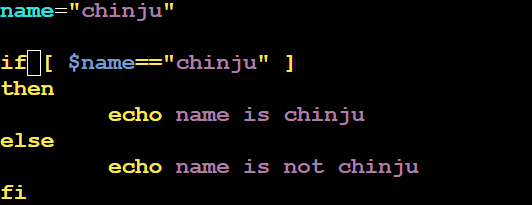 name="chinju"
if [ $name=="chinju" ]
then
echo name is chinju
else
echo name is not chinju
fi